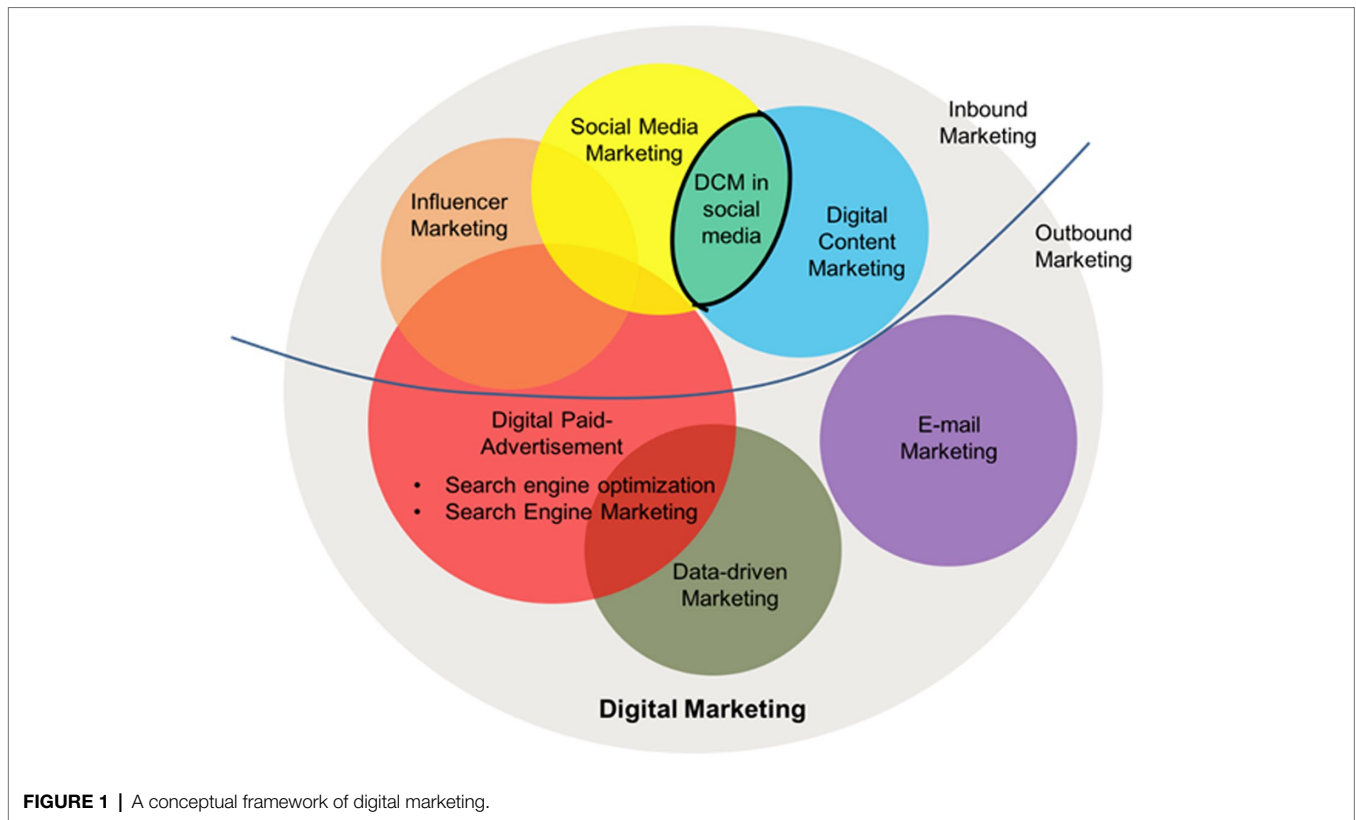 Social Media
Marketing
Inbound
Marketing
Influencer
Marketing
DCM in
social
media
Digital
Content
Marketing
Outbound
Marketing
Digital Paid-
Advertisement
• Search engine optimization
• Search Engine Marketing
E-mail
Marketing
Data-driven
Marketing
Digital Marketing
FIGURE 1 | A conceptual framework of digital marketing.